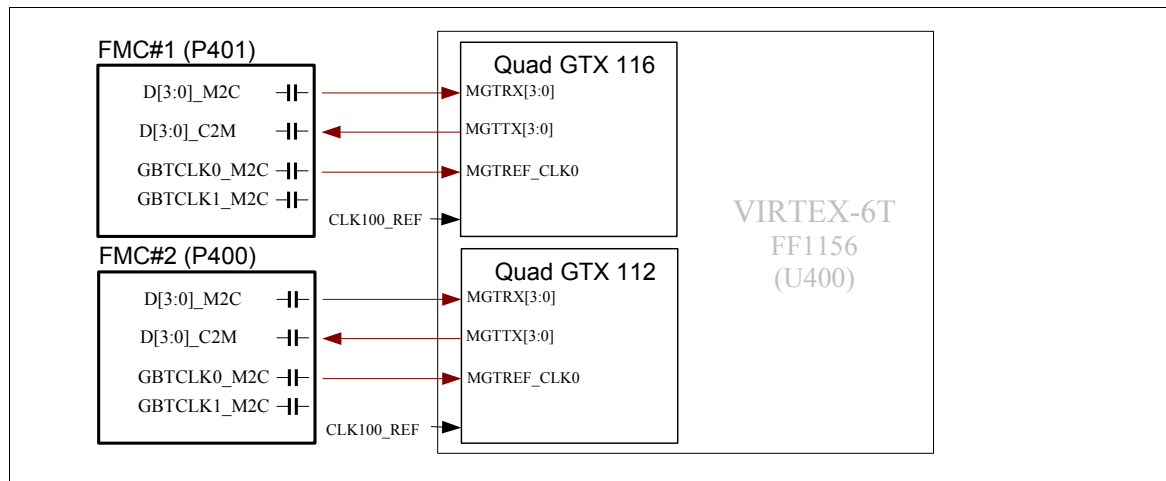 FMC#1 (P401)
D[3:0]_M2C
D[3:0]_C2M
GBTCLK0_M2C
GBTCLK1_M2C
CLK100_REF
Quad GTX 116
MGTRX[3:0]
MGTTX[3:0]
MGTREF_CLK0
FMC#2 (P400)
D[3:0]_M2C
D[3:0]_C2M
GBTCLK0_M2C
GBTCLK1_M2C
CLK100_REF
Quad GTX 112
MGTRX[3:0]
MGTTX[3:0]
MGTREF_CLK0
VIRTEX-6T
FF1156
(U400)